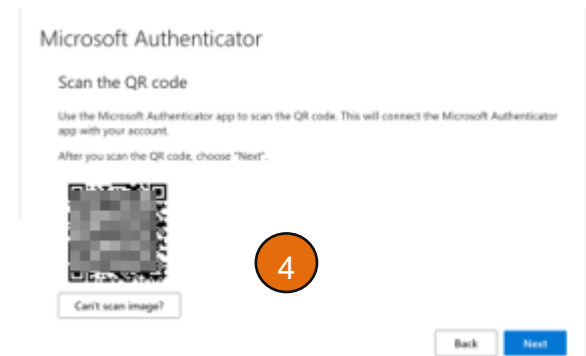 Microsoft Authenticator
Scan the QR code
Use the Microsoft Authenticator app to scan the QR code. This will connect the Microsoft Authenticator
app with your account.
After you scan the QR code, choose "Next".
4
Can't scan image?
Back Next